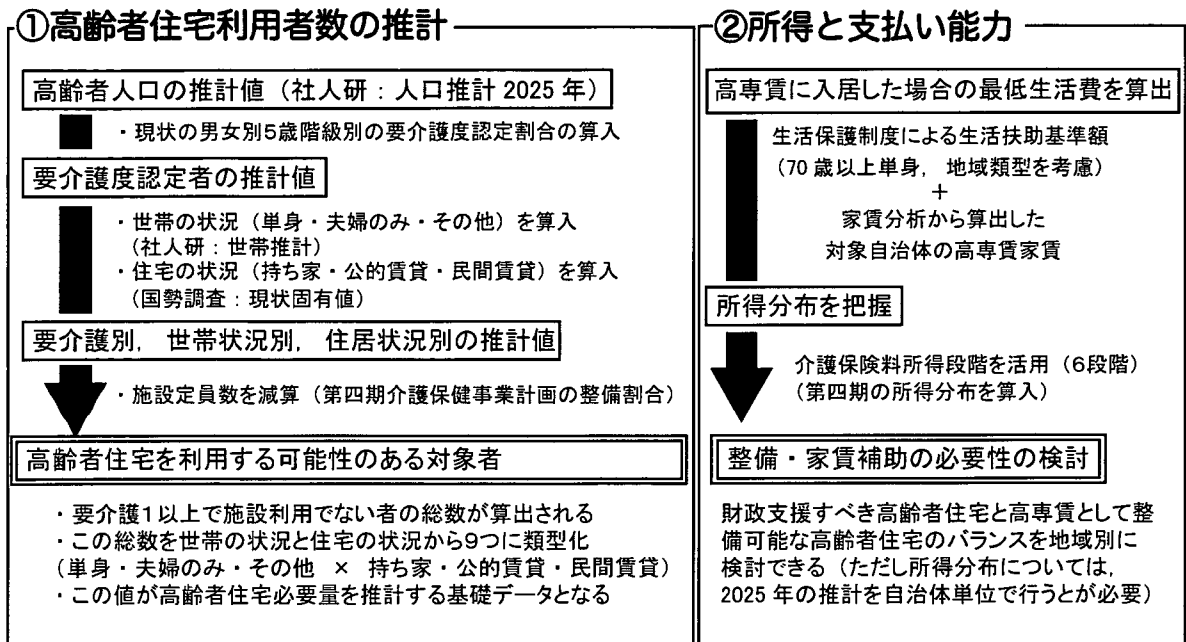 ①高齢者住宅利用者数の推計
高齢者人口の推計値（社人研：人口推計 2025 年）
・現状の男女別5歳階級別の要介護度認定割合の算入
要介護度認定者の推計値
・世帯の状況（単身・夫婦のみ・その他）を算入
（社人研：世帯推計）
・住宅の状況（持ち家・公的賃貸・民間賃貸）を算入
（国勢調査：現状固有値）
要介護別， 世帯状況別， 住居状況別の推計値
・施設定員数を減算（第四期介護保健事業計画の整備割合）
高齢者住宅を利用する可能性のある対象者
・要介護１以上で施設利用でない者の総数が算出される
・この総数を世帯の状況と住宅の状況から9つに類型化
（単身・夫婦のみ・その他 × 持ち家・公的賃貸・民間賃貸）
・この値が高齢者住宅必要量を推計する基礎データとなる
②所得と支払い能力
高専賃に入居した場合の最低生活費を算出
生活保護制度による生活扶助基準額
（70 歳以上単身， 地域類型を考慮）
＋
家賃分析から算出した
対象自治体の高専賃家賃
所得分布を把握
介護保険料所得段階を活用（6段階）
（第四期の所得分布を算入）
整備・家賃補助の必要性の検討
財政支援すべき高齢者住宅と高専賃として整
備可能な高齢者住宅のバランスを地域別に
検討できる（ただし所得分布については，
2025 年の推計を自治体単位で行うとが必要）